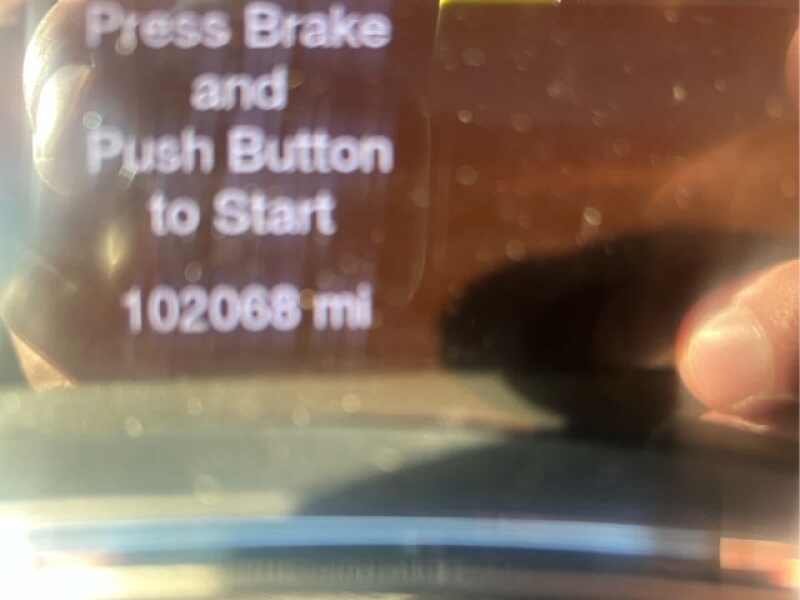 Press Brake
and
Push Button
to Start
102068 mi